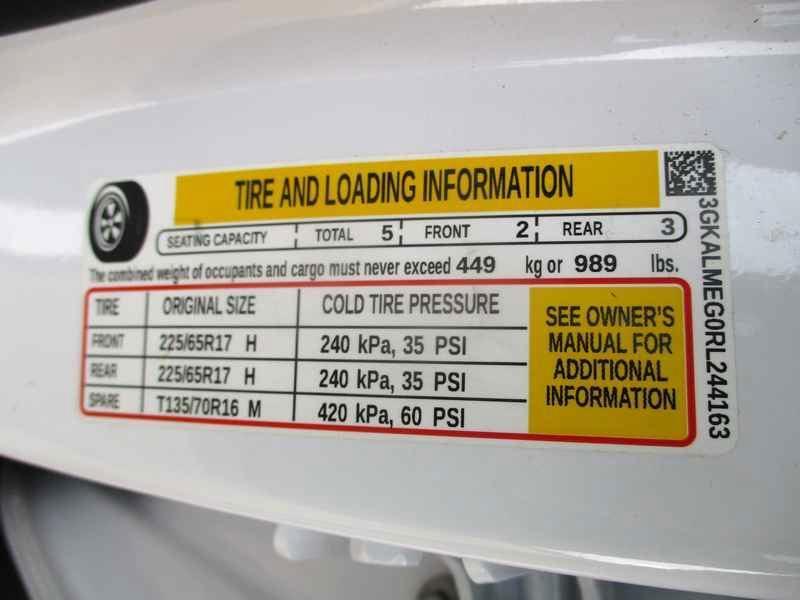 TIRE AND LOADING INFORMATION
SEATING CAPACITY TOTAL 5 FRONT 2 REAR 3
The combined weight of occupants and cargo must never exceed 449 kg or 989 lbs.
TIRE ORIGINAL SIZE COLD TIRE PRESSURE
FRONT 225/65R17 H 240 kPa, 35 PSI
REAR 225/65R17 H 240 kPa, 35 PSI
SPARE T135/70R16 M 420 kPa, 60 PSI
SEE OWNER'S
MANUAL FOR
ADDITIONAL
INFORMATION
3GKALMEG0RL244163